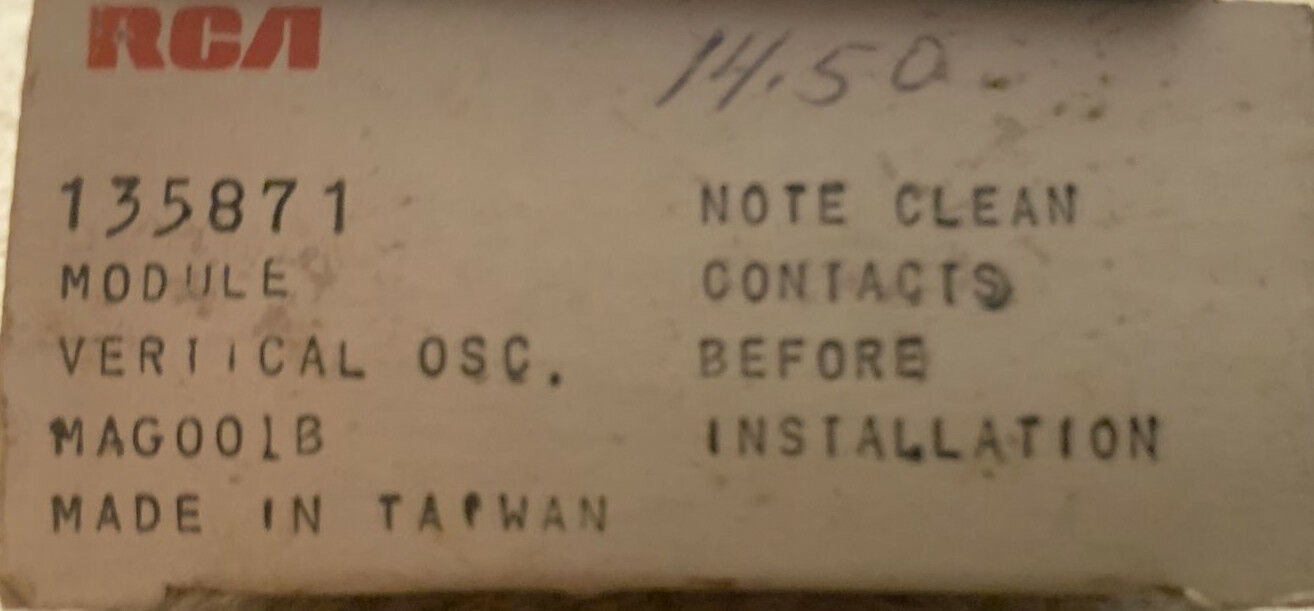 RCA
14.50
135871
MODULE
VERTICAL OSC.
MAG001B
MADE IN TAIWAN
NOTE CLEAN
CONTACTS
BEFORE
INSTALLATION